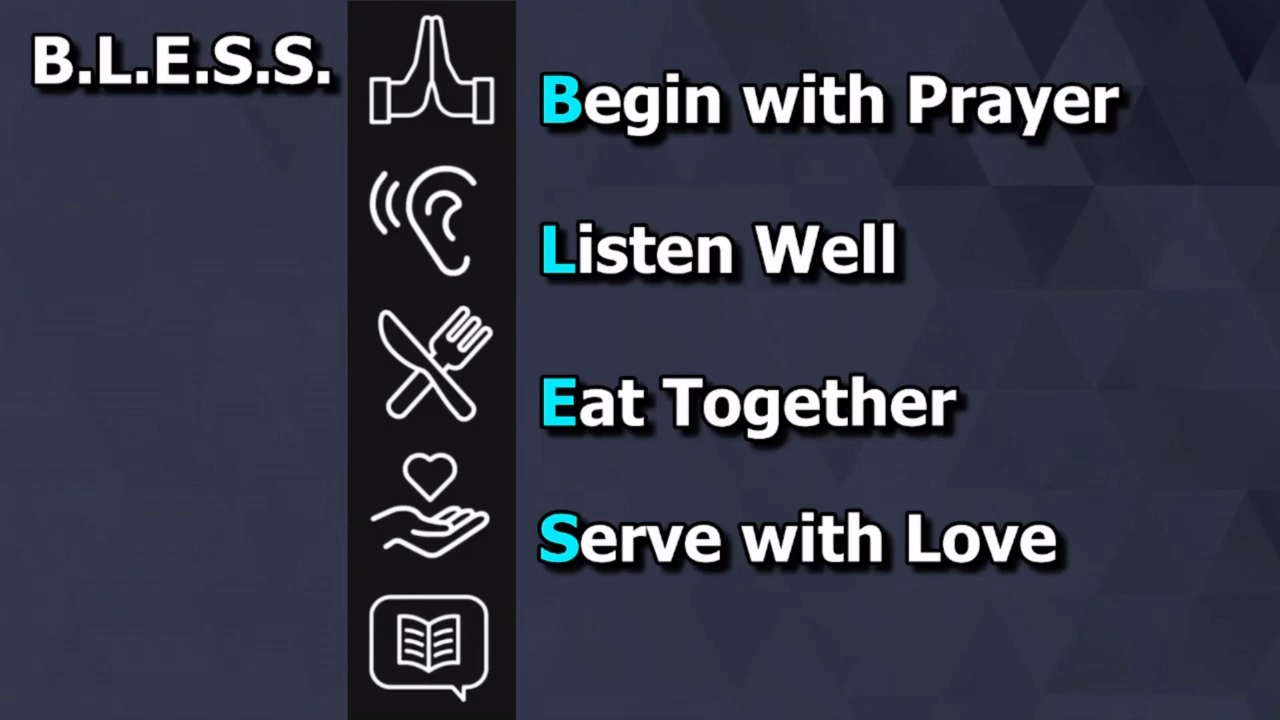 B.L.E.S.S.
Begin with Prayer
Listen Well
Eat Together
Serve with Love